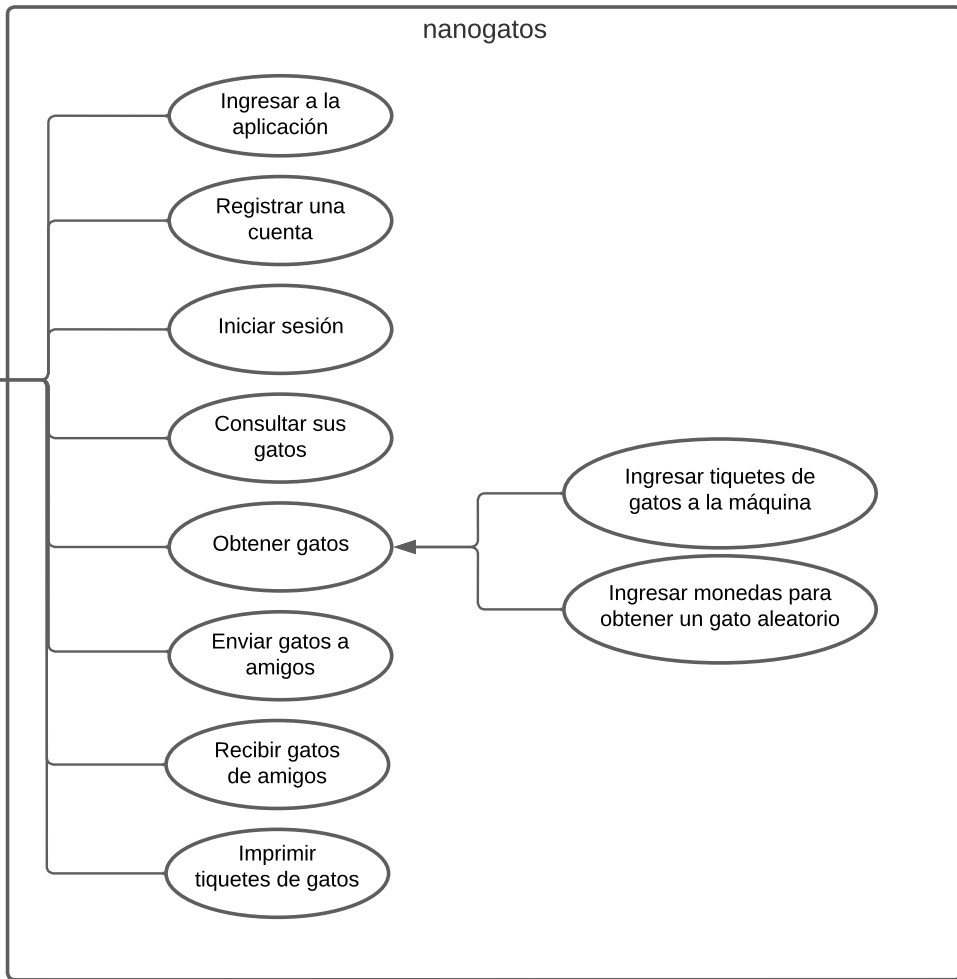 nanogatos
Ingresar a la
aplicación
Registrar una
cuenta
Iniciar sesión
Consultar sus
gatos
Obtener gatos
Ingresar tiquetes de
gatos a la máquina
Ingresar monedas para
obtener un gato aleatorio
Enviar gatos a
amigos
Recibir gatos
de amigos
Imprimir
tiquetes de gatos